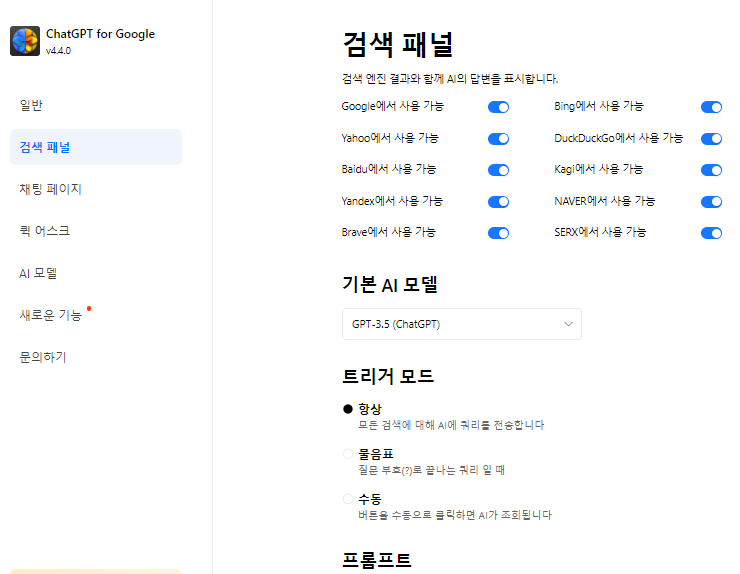 ChatGPT for Google
v4.4.0
일반
검색 패널
채팅 페이지
퀵 어스크
AI 모델
새로운 기능
문의하기
검색 패널
검색 엔진 결과와 함께 AI의 답변을 표시합니다.
Google에서 사용 가능
Bing에서 사용 가능
Yahoo에서 사용 가능
DuckDuckGo에서 사용 가능
Baidu에서 사용 가능
Kagi에서 사용 가능
Yandex에서 사용 가능
NAVER에서 사용 가능
Brave에서 사용 가능
SERX에서 사용 가능
기본 AI 모델
GPT-3.5 (ChatGPT)
트리거 모드
항상
모든 검색에 대해 AI에 쿼리를 전송합니다
물음표
질문 부호(?)로 끝나는 쿼리 일 때
수동
버튼을 수동으로 클릭하면 AI가 조회됩니다
프롬프트